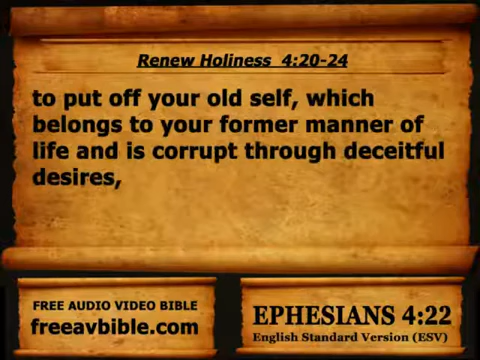 Renew Holiness 4:20-24
to put off your old self, which
belongs to your former manner of
life and is corrupt through deceitful
desires,
FREE AUDIO VIDEO BIBLE
freeavbible.com
EPHESIANS 4:22
English Standard Version (ESV)